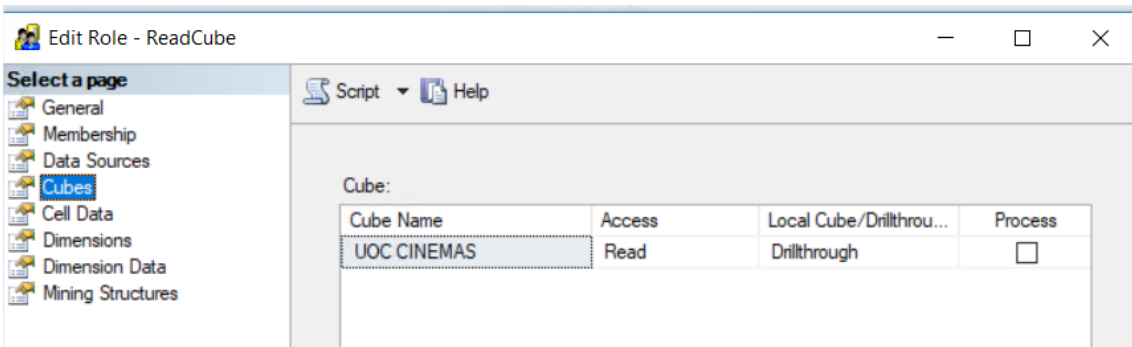 Edit Role - ReadCube
Select a page
General
Membership
Data Sources
Cubes
Cell Data
Dimensions
Dimension Data
Mining Structures
Script Help
Cube:
Cube Name Access Local Cube/Drillthrou... Process
UOC CINEMAS Read Drillthrough